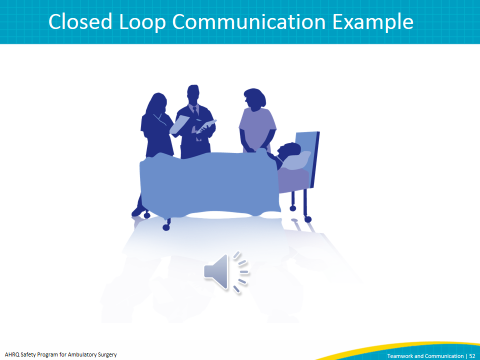 Closed Loop Communication Example
AHRQ Safety Program for Ambulatory Surgery
Teamwork and Communication | 52